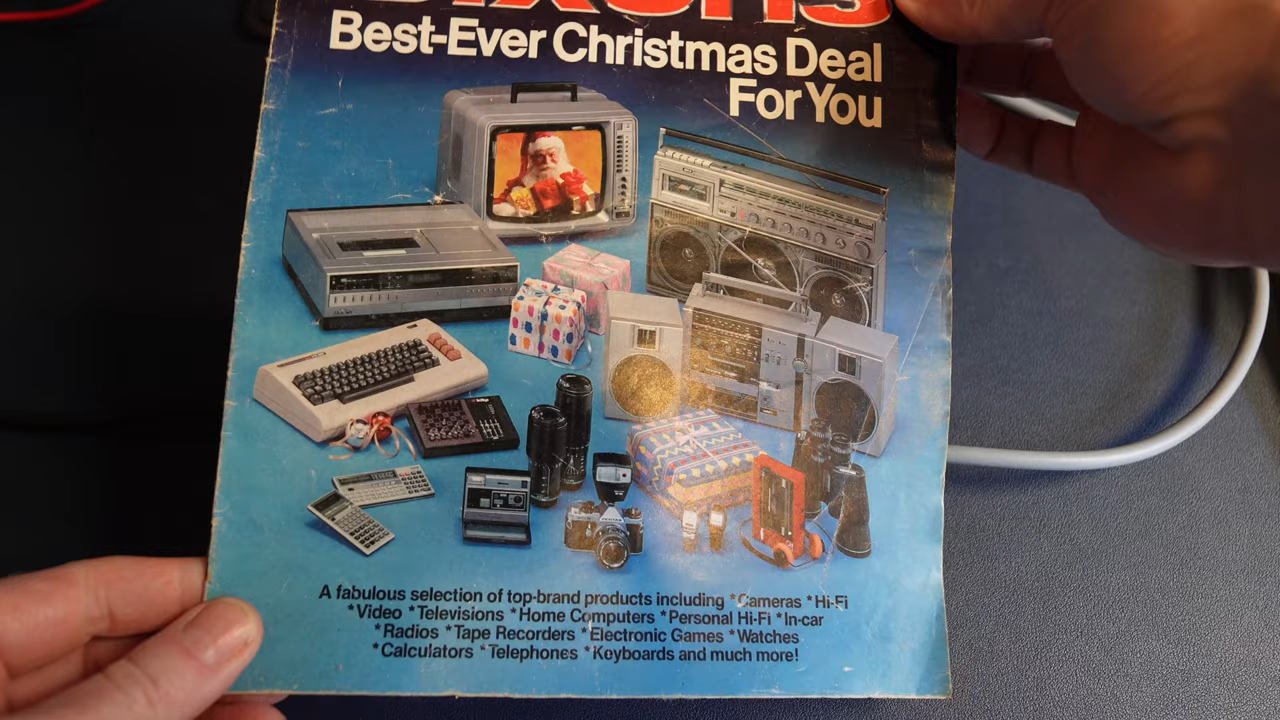 DIXONS
Best-Ever Christmas Deal
For You
A fabulous selection of top-brand products including *Cameras *Hi-Fi
*Video *Televisions *Home Computers *Personal Hi-Fi *In-car
*Radios *Tape Recorders *Electronic Games *Watches
*Calculators *Telephones *Keyboards and much more!